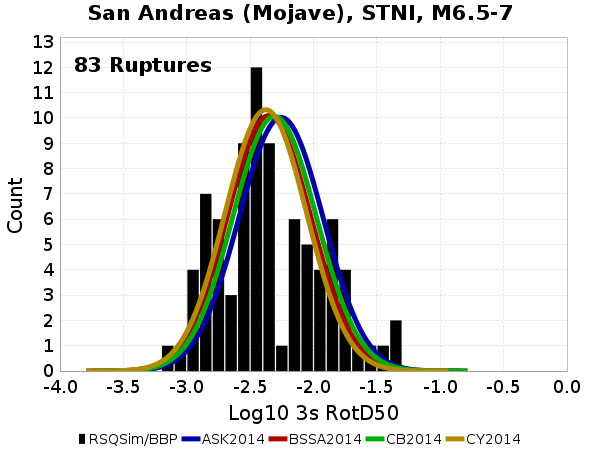 San Andreas (Mojave), STNI, M6.5-7
83 Ruptures
Count
13
12
11
10
9
8
7
6
5
4
3
2
1
0
-4.0 -3.5 -3.0 -2.5 -2.0 -1.5 -1.0 -0.5 0.0
Log10 3s RotD50
RSQSim/BBP ASK2014 BSSA2014 CB2014 CY2014